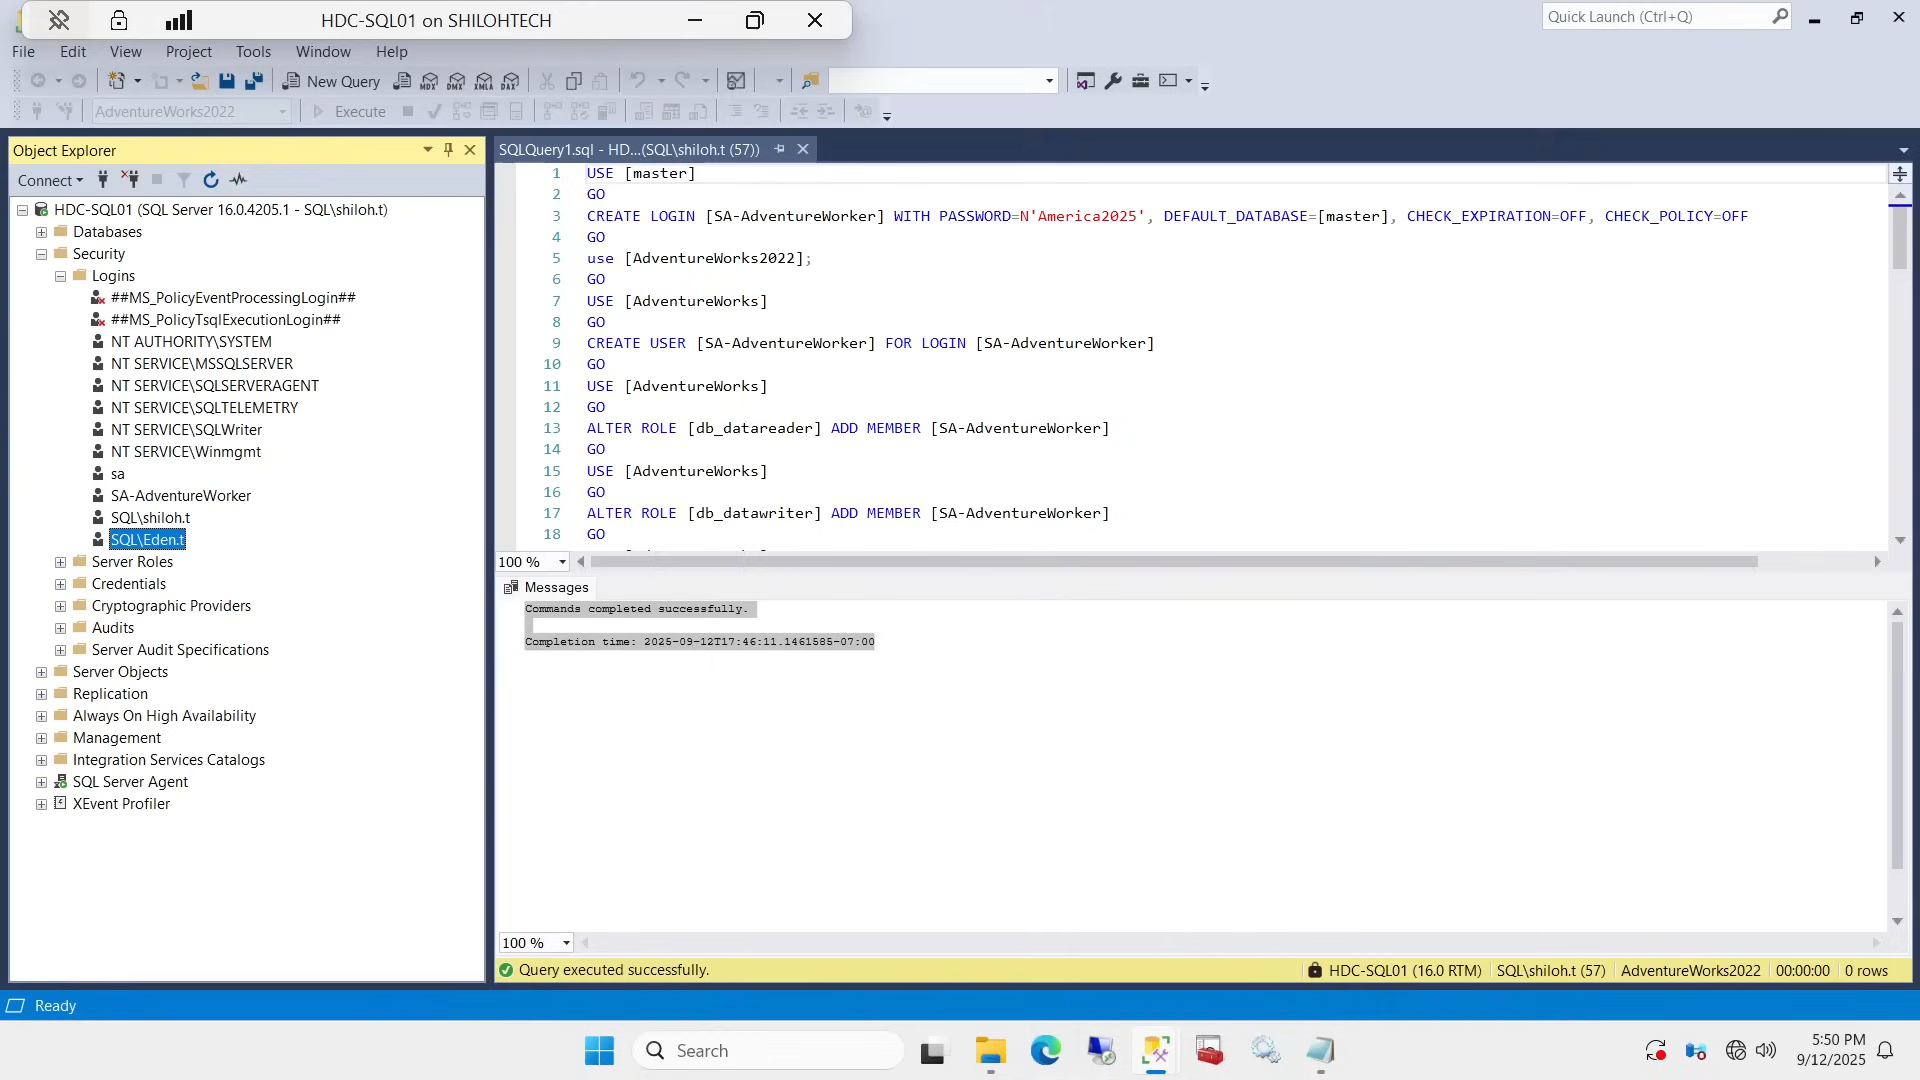 HDC-SQL01 on SHILOHTECH
Quick Launch (Ctrl+Q)
File Edit View Project Tools Window Help
New Query MDX DMX XMLA DAX
AdventureWorks2022 Execute
Object Explorer
Connect
HDC-SQL01 (SQL Server 16.0.4205.1 - SQL\shiloh.t)
Databases
Security
Logins
##MS_PolicyEventProcessingLogin##
##MS_PolicyTsqlExecutionLogin##
NT AUTHORITY\SYSTEM
NT SERVICE\MSSQLSERVER
NT SERVICE\SQLSERVERAGENT
NT SERVICE\SQLTELEMETRY
NT SERVICE\SQLWriter
NT SERVICE\Winmgmt
sa
SA-AdventureWorker
SQL\shiloh.t
SQL\Eden.t
Server Roles
Credentials
Cryptographic Providers
Audits
Server Audit Specifications
Server Objects
Replication
Always On High Availability
Management
Integration Services Catalogs
SQL Server Agent
XEvent Profiler
SQLQuery1.sql - HD...(SQL\shiloh.t (57))
1 USE [master]
2 GO
3 CREATE LOGIN [SA-AdventureWorker] WITH PASSWORD=N'America2025', DEFAULT_DATABASE=[master], CHECK_EXPIRATION=OFF, CHECK_POLICY=OFF
4 GO
5 use [AdventureWorks2022];
6 GO
7 USE [AdventureWorks]
8 GO
9 CREATE USER [SA-AdventureWorker] FOR LOGIN [SA-AdventureWorker]
10 GO
11 USE [AdventureWorks]
12 GO
13 ALTER ROLE [db_datareader] ADD MEMBER [SA-AdventureWorker]
14 GO
15 USE [AdventureWorks]
16 GO
17 ALTER ROLE [db_datawriter] ADD MEMBER [SA-AdventureWorker]
18 GO
100 %
Messages
Commands completed successfully.
Completion time: 2025-09-12T17:46:11.1461585-07:00
100 %
Query executed successfully. HDC-SQL01 (16.0 RTM) SQL\shiloh.t (57) AdventureWorks2022 00:00:00 0 rows
Ready
Search
5:50 PM
9/12/2025